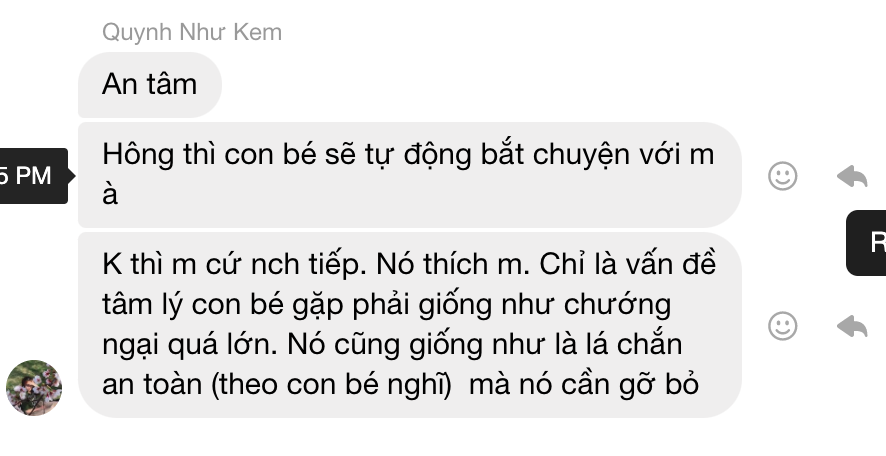 Quynh Như Kem
An tâm
5 PM
Hông thì con bé sẽ tự động bắt chuyện với m
à
K thì m cứ nch tiếp. Nó thích m. Chỉ là vấn đề
tâm lý con bé gặp phải giống như chướng
ngại quá lớn. Nó cũng giống như là lá chắn
an toàn (theo con bé nghĩ)  mà nó cần gỡ bỏ